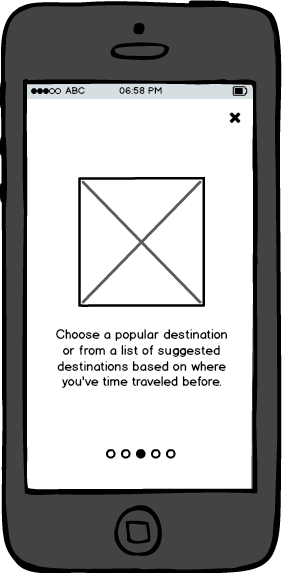 ABC 06:58 PM
Choose a popular destination
or from a list of suggested
destinations based on where
you've time traveled before.